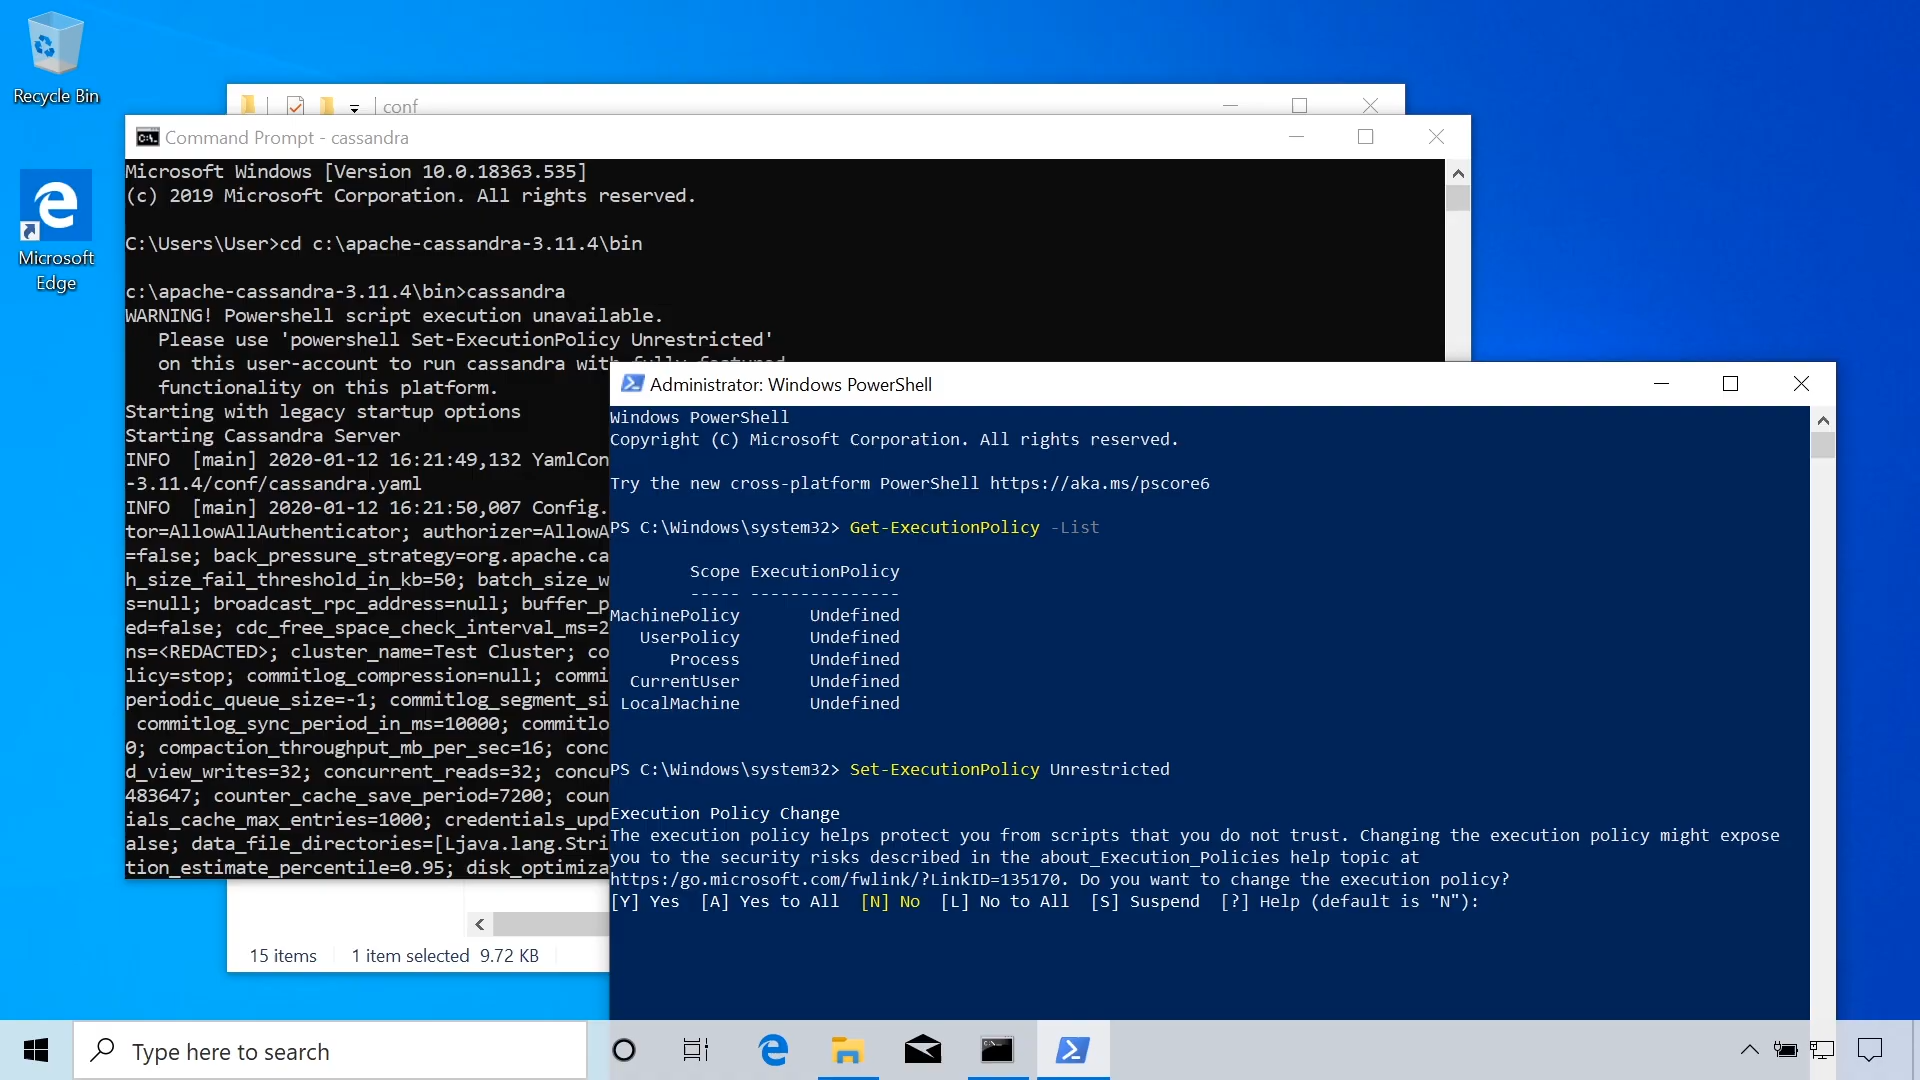 Recycle Bin
Microsoft
Edge
conf
Command Prompt - cassandra
Microsoft Windows [Version 10.0.18363.535]
(c) 2019 Microsoft Corporation. All rights reserved.
C:\Users\User>cd c:\apache-cassandra-3.11.4\bin
c:\apache-cassandra-3.11.4\bin>cassandra
WARNING! Powershell script execution unavailable.
Please use 'powershell Set-ExecutionPolicy Unrestricted'
on this user-account to run cassandra with fully featured
functionality on this platform.
Starting with legacy startup options
Starting Cassandra Server
INFO  [main] 2020-01-12 16:21:49,132 YamlCon
-3.11.4/conf/cassandra.yaml
INFO  [main] 2020-01-12 16:21:50,007 Config.
tor=AllowAllAuthenticator; authorizer=AllowA
=false; back_pressure_strategy=org.apache.ca
h_size_fail_threshold_in_kb=50; batch_size_w
s=null; broadcast_rpc_address=null; buffer_p
ed=false; cdc_free_space_check_interval_ms=2
ns=<REDACTED>; cluster_name=Test Cluster; co
licy=stop; commitlog_compression=null; commi
periodic_queue_size=-1; commitlog_segment_si
commitlog_sync_period_in_ms=10000; commitlo
0; compaction_throughput_mb_per_sec=16; conc
d_view_writes=32; concurrent_reads=32; concu
483647; counter_cache_save_period=7200; coun
ials_cache_max_entries=1000; credentials_upd
alse; data_file_directories=[Ljava.lang.Stri
tion_estimate_percentile=0.95; disk_optimiza
15 items 1 item selected 9.72 KB
Administrator: Windows PowerShell
Windows PowerShell
Copyright (C) Microsoft Corporation. All rights reserved.
Try the new cross-platform PowerShell https://aka.ms/pscore6
PS C:\Windows\system32> Get-ExecutionPolicy -List
Scope ExecutionPolicy
----- ---------------
MachinePolicy Undefined
UserPolicy Undefined
Process Undefined
CurrentUser Undefined
LocalMachine Undefined
PS C:\Windows\system32> Set-ExecutionPolicy Unrestricted
Execution Policy Change
The execution policy helps protect you from scripts that you do not trust. Changing the execution policy might expose
you to the security risks described in the about_Execution_Policies help topic at
https:/go.microsoft.com/fwlink/?LinkID=135170. Do you want to change the execution policy?
[Y] Yes  [A] Yes to All  [N] No  [L] No to All  [S] Suspend  [?] Help (default is "N"):
Type here to search